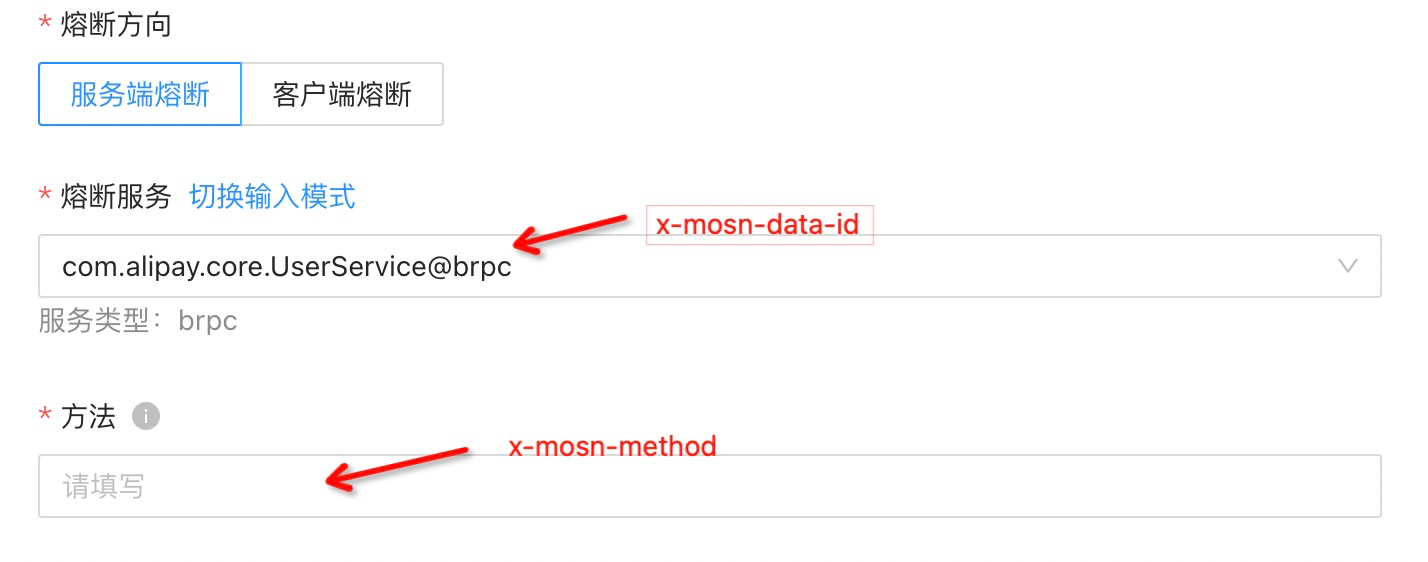 * 熔断方向
服务端熔断 客户端熔断
* 熔断服务 切换输入模式
x-mosn-data-id
com.alipay.core.UserService@brpc
服务类型：brpc
* 方法 i
x-mosn-method
请填写